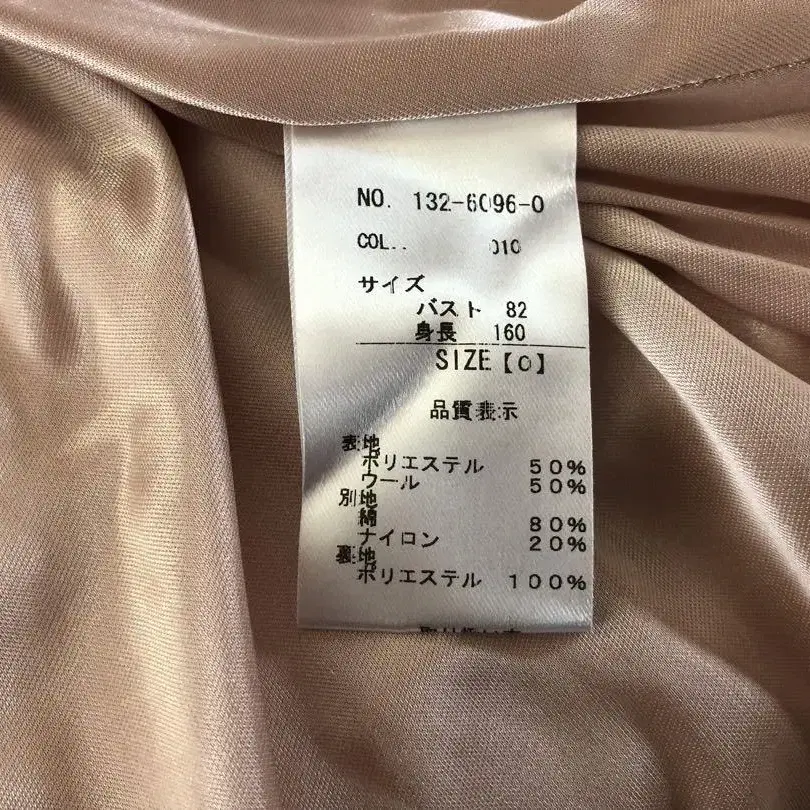 NO. 132-6096-0
COL. 010
サイズ
バスト 82
身長 160
SIZE【0】
品質表示
表地
ポリエステル 50%
ウール 50%
別地
綿 80%
ナイロン 20%
裏地
ポリエステル 100%